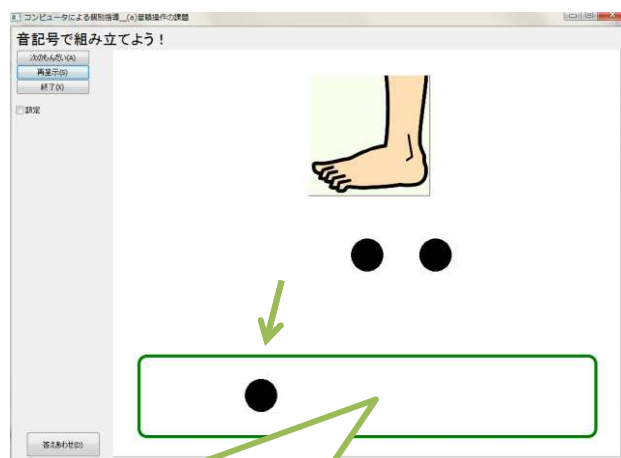 コンピュータによる個別指導__(a)音韻操作の課題
音記号で組み立てよう！
次のもんだい(A)
再呈示(S)
終了(X)
設定
答えあわせ(D)